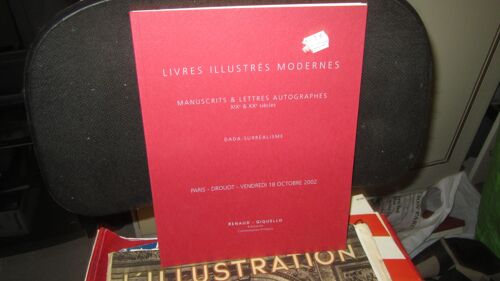 LIVRES ILLUSTRÉS MODERNES
MANUSCRITS & LETTRES AUTOGRAPHES
XIXe & XXe siècles
DADA-SURRÉALISME
PARIS - DROUOT - VENDREDI 18 OCTOBRE 2002
RENAUD - GIQUELLO
L'ILLUSTRATION